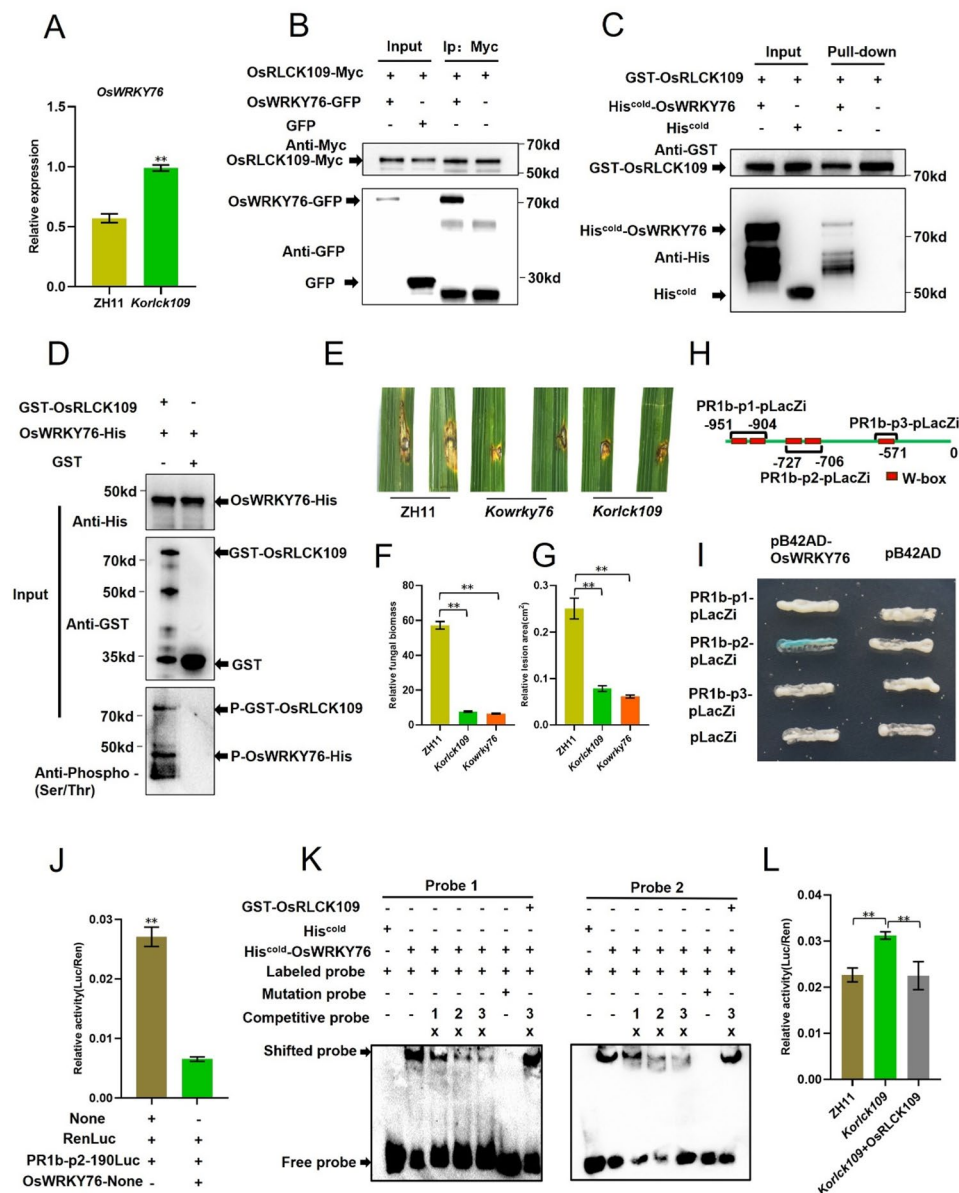 A
OsWRKY76
Relative expression
1.5
1.0
0.5
0.0
**
ZH11
Korlck109
B
Input
Ip: Myc
OsRLCK109-Myc
+ + + +
OsWRKY76-GFP
+ - + -
GFP
- + - -
Anti-Myc
OsRLCK109-Myc
70kd
50kd
OsWRKY76-GFP
70kd
Anti-GFP
GFP
30kd
C
Input
Pull-down
GST-OsRLCK109
+ + + +
Hiscold-OsWRKY76
+ - + -
Hiscold
- + - -
Anti-GST
GST-OsRLCK109
70kd
Hiscold-OsWRKY76
70kd
Anti-His
Hiscold
50kd
D
GST-OsRLCK109
+ -
OsWRKY76-His
+ +
GST
- +
50kd
OsWRKY76-His
Anti-His
GST-OsRLCK109
70kd
Input
50kd
Anti-GST
35kd
GST
P-GST-OsRLCK109
70kd
50kd
P-OsWRKY76-His
Anti-Phospho -
(Ser/Thr)
E
ZH11
Kowrky76
Korlck109
F
Relative fungal biomass
80
60
40
20
0
**
**
ZH11
Korlck109
Kowrky76
G
Relative lesion area(cm²)
0.4
0.3
0.2
0.1
0.0
**
**
ZH11
Korlck109
Kowrky76
H
PR1b-p1-pLacZi
-951 -904
PR1b-p3-pLacZi
-571
0
-727 -706
PR1b-p2-pLacZi
W-box
I
pB42AD-
OsWRKY76
pB42AD
PR1b-p1-
pLacZi
PR1b-p2-
pLacZi
PR1b-p3-
pLacZi
pLacZi
J
Relative activity(Luc/Ren)
0.03
0.02
0.01
0.00
**
None
+ -
RenLuc
+ +
PR1b-p2-190Luc
+ +
OsWRKY76-None
- +
K
Probe 1
Probe 2
GST-OsRLCK109
- - - - - - +
- - - - - - +
Hiscold
+ - - - - - -
+ - - - - - -
Hiscold-OsWRKY76
- + + + + + +
- + + + + + +
Labeled probe
+ + + + + + +
+ + + + + + +
Mutation probe
- - - - - + -
- - - - - + -
Competitive probe
- - 1 2 3 - 3
x x x x
- - 1 2 3 - 3
x x x x
Shifted probe
Free probe
L
Relative activity(Luc/Ren)
0.04
0.03
0.02
0.01
0.00
**
**
ZH11
Korlck109
Korlck109+OsRLCK109